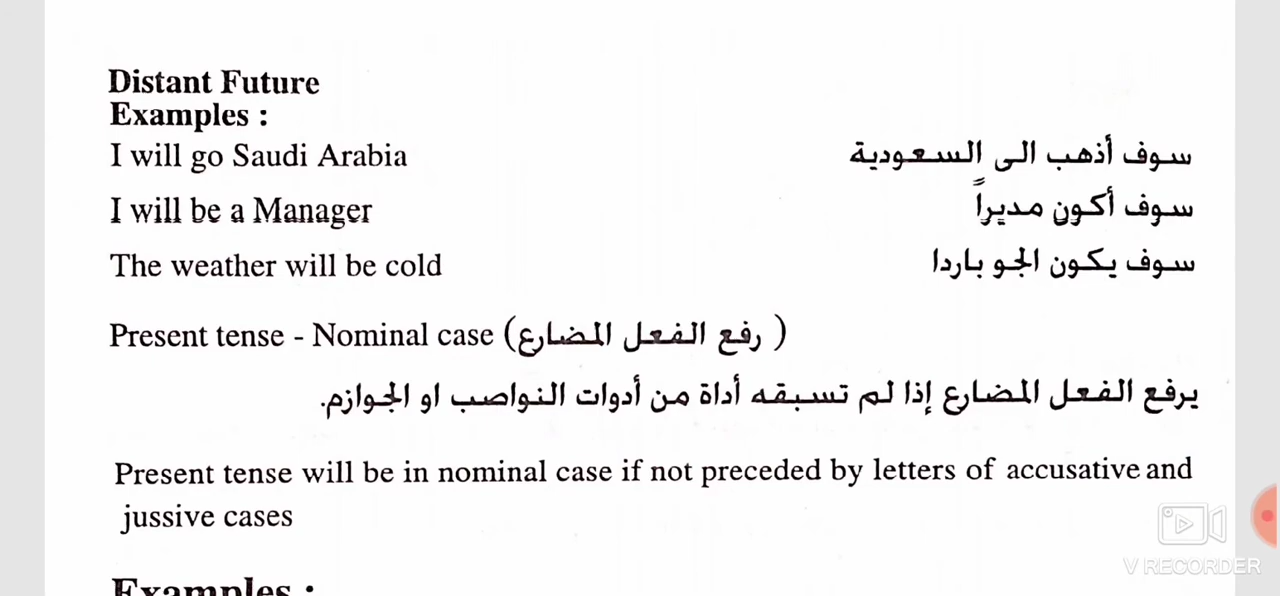 Distant Future
Examples :
I will go Saudi Arabia سوف أذهب الى السعودية
I will be a Manager سوف أكون مديراً
The weather will be cold سوف يكون الجو باردا
Present tense - Nominal case (رفع الفعل المضارع )
يرفع الفعل المضارع إذا لم تسبقه أداة من أدوات النواصب او الجوازم.
Present tense will be in nominal case if not preceded by letters of accusative and
jussive cases
Examples :
V RECORDER